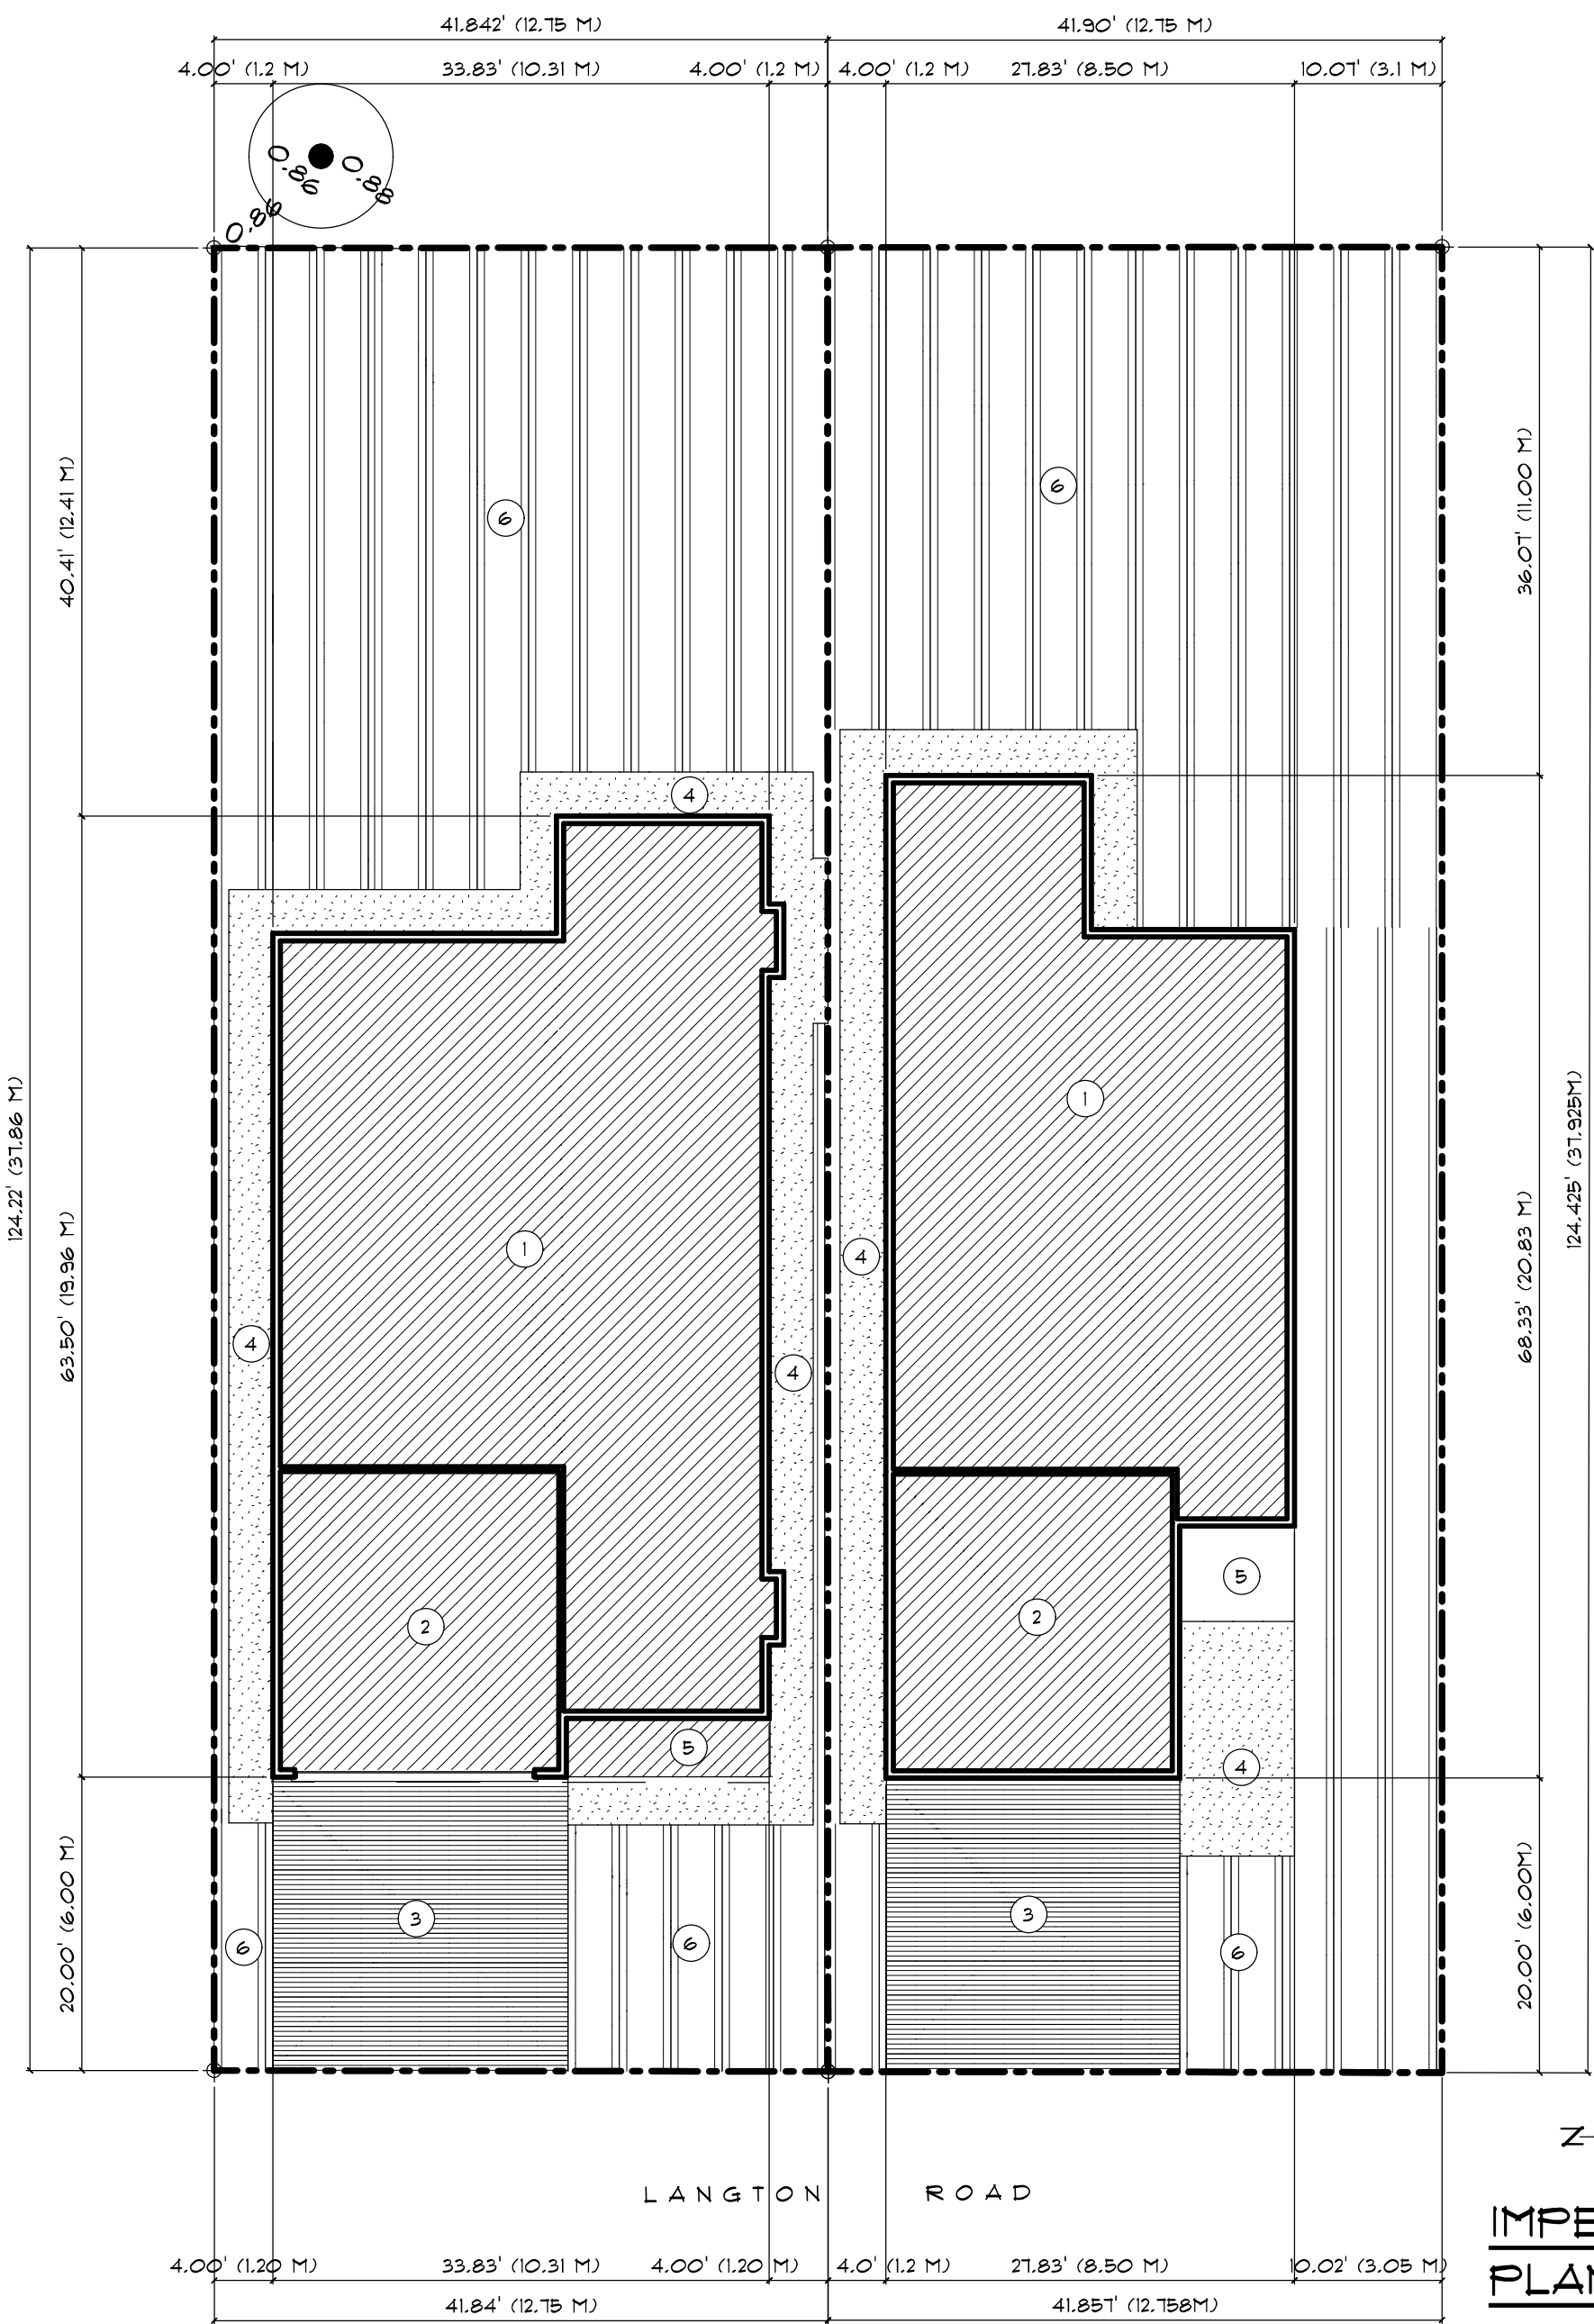 41.842' (12.75 M)
41.90' (12.75 M)
4.00' (1.2 M)
33.83' (10.31 M)
4.00' (1.2 M)
4.00' (1.2 M)
27.83' (8.50 M)
10.07' (3.1 M)
0.86
0.88
0.86
40.41' (12.41 M)
36.07' (11.00 M)
6
6
4
1
124.22' (37.86 M)
63.50' (19.96 M)
1
4
4
4
68.33' (20.83 M)
124.425' (37.925M)
2
2
5
5
4
3
3
6
6
6
20.00' (6.00 M)
20.00' (6.00M)
Z
LANGTON ROAD
IMPE
PLAN
4.00' (1.20 M)
33.83' (10.31 M)
4.00' (1.20 M)
4.0' (1.2 M)
27.83' (8.50 M)
10.02' (3.05 M)
41.84' (12.75 M)
41.857' (12.758M)